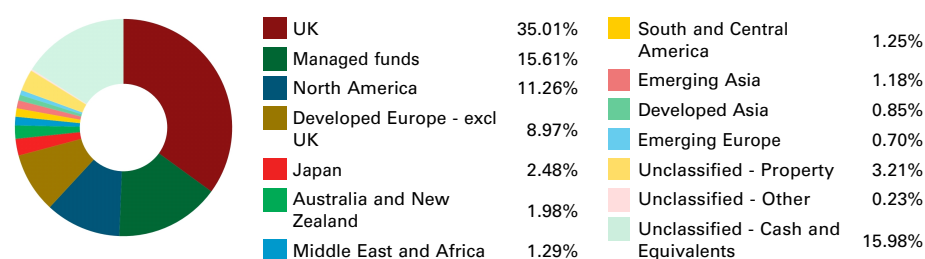 UK 35.01%
Managed funds 15.61%
North America 11.26%
Developed Europe - excl
UK 8.97%
Japan 2.48%
Australia and New
Zealand 1.98%
Middle East and Africa 1.29%
South and Central
America 1.25%
Emerging Asia 1.18%
Developed Asia 0.85%
Emerging Europe 0.70%
Unclassified - Property 3.21%
Unclassified - Other 0.23%
Unclassified - Cash and
Equivalents 15.98%